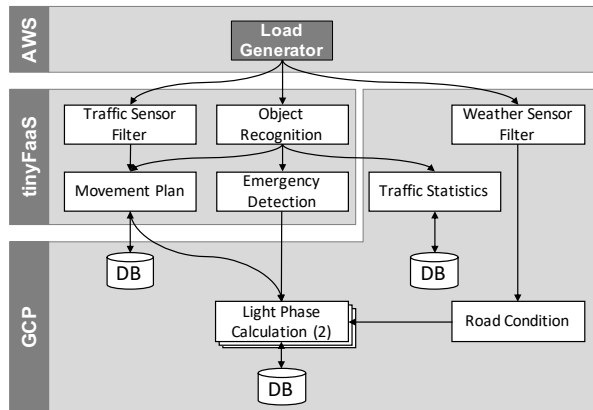 AWS
Load
Generator
tinyFaaS
Traffic Sensor
Filter
Object
Recognition
Weather Sensor
Filter
Movement Plan
Emergency
Detection
Traffic Statistics
DB
DB
GCP
Light Phase
Calculation (2)
Road Condition
DB